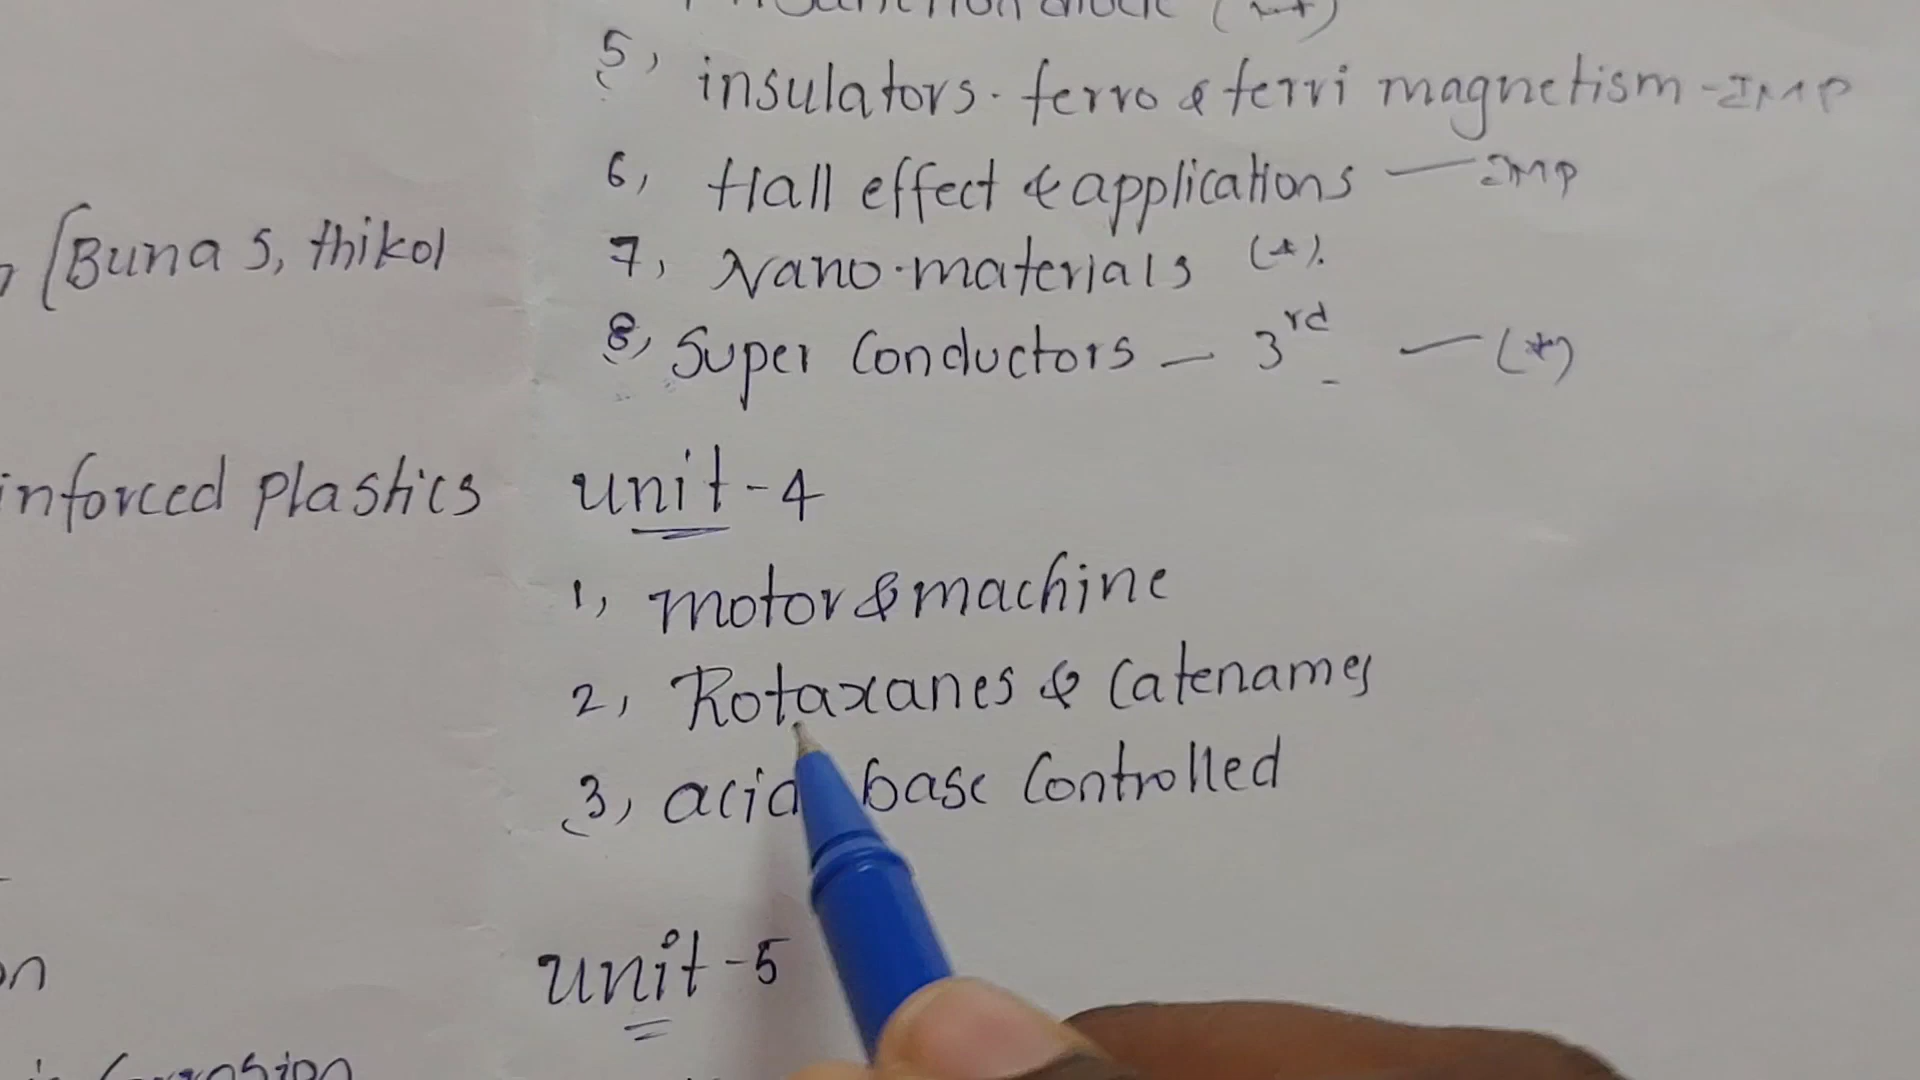 5, insulators. ferro & ferri magnetism - IMP
6, Hall effect & applications — IMP
7, Nano-materials (*).
8, Super Conductors — 3rd — (*)
unit-4
1, motor & machine
2, Rotaxanes & Catenames
3, acid base Controlled
unit-5
[Buna S, thikol
inforced plastics
on